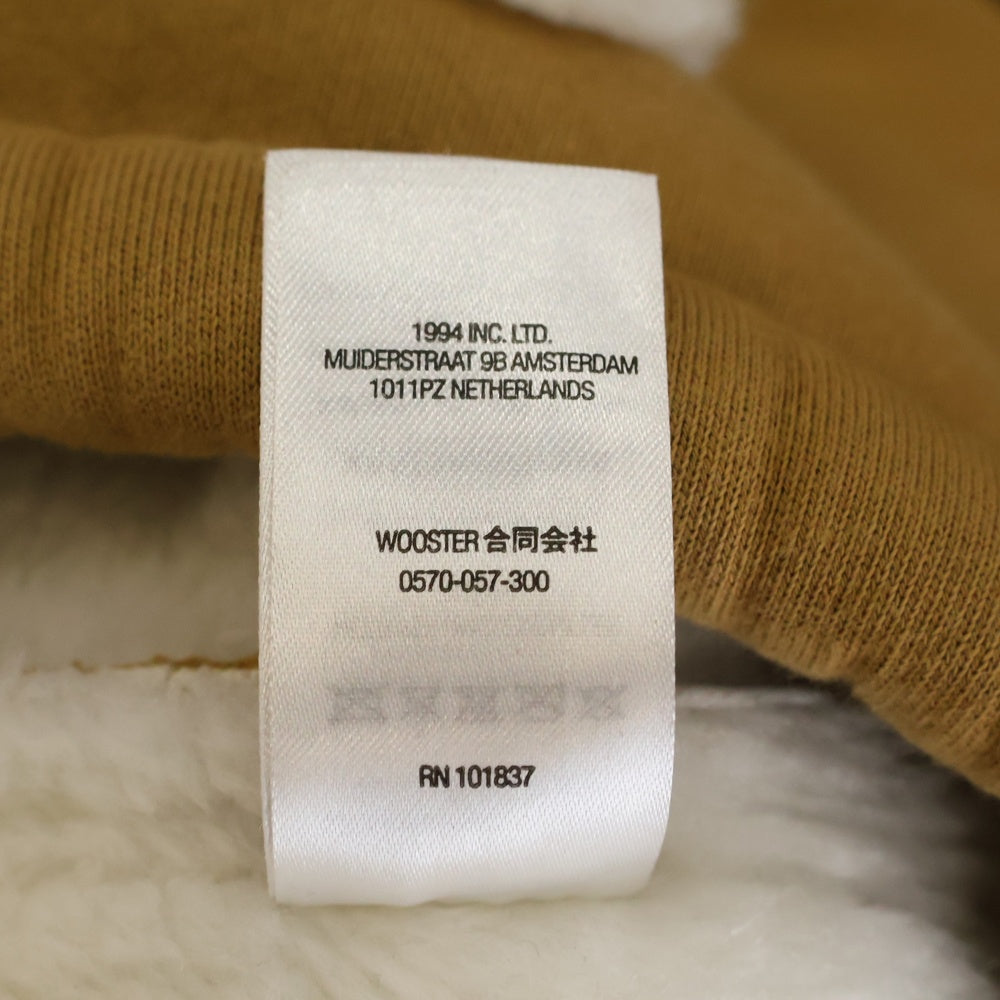 1994 INC. LTD.
MUIDERSTRAAT 9B AMSTERDAM
1011PZ NETHERLANDS
WOOSTER 合同会社
0570-057-300
RN 101837